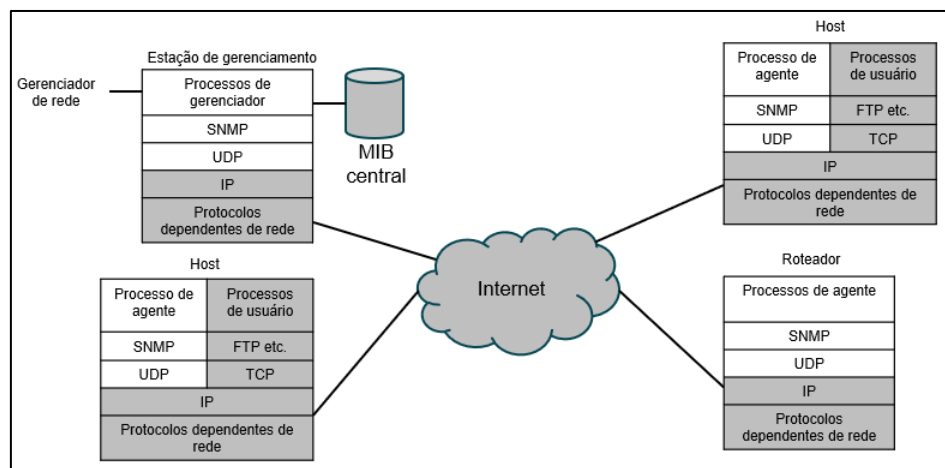 Estação de gerenciamento
Gerenciador
de rede
Processos de
gerenciador
SNMP
UDP
IP
Protocolos
dependentes de rede
MIB
central
Host
Processo de
agente
Processos
de usuário
SNMP
FTP etc.
UDP
TCP
IP
Protocolos dependentes de
rede
Internet
Host
Processo de
agente
Processos
de usuário
SNMP
FTP etc.
UDP
TCP
IP
Protocolos dependentes de
rede
Roteador
Processos de agente
SNMP
UDP
IP
Protocolos
dependentes de rede